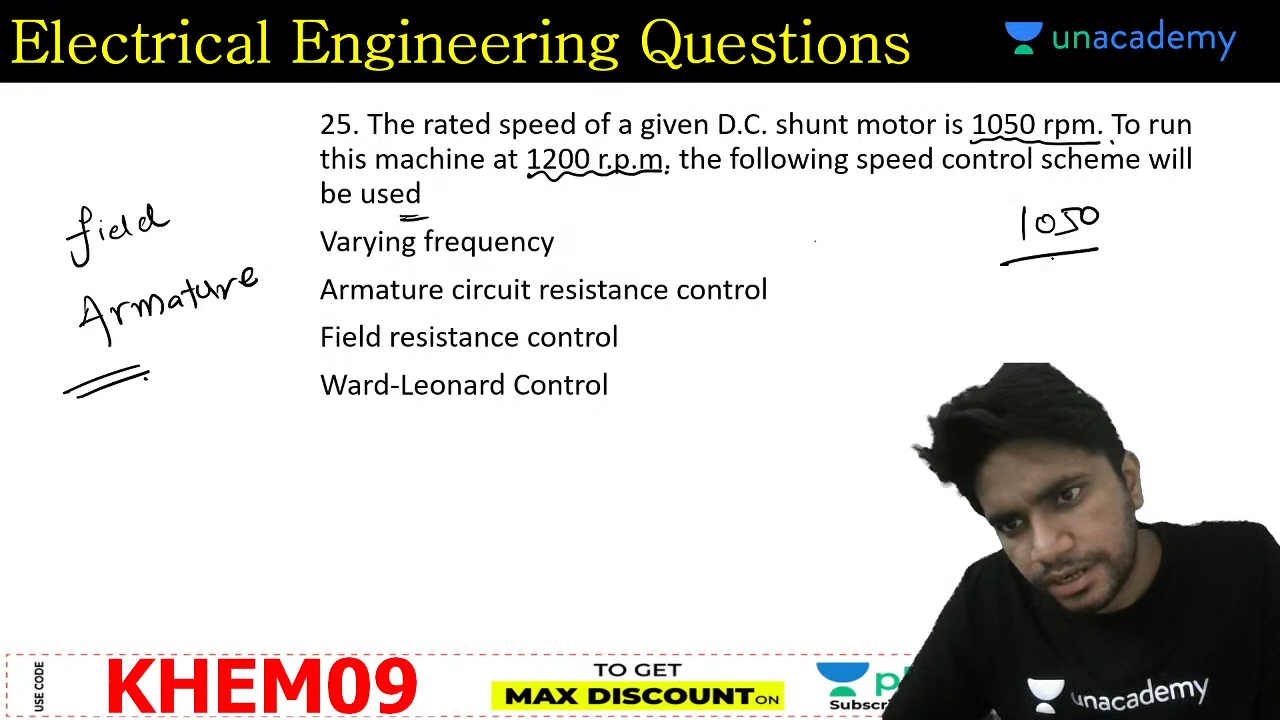 Electrical Engineering Questions
unacademy
25. The rated speed of a given D.C. shunt motor is 1050 rpm. To run
this machine at 1200 r.p.m. the following speed control scheme will
be used
1050
field
Varying frequency
Armature
Armature circuit resistance control
Field resistance control
Ward-Leonard Control
USE CODE
KHEM09
TO GET
MAX DISCOUNT ON
Subscr
unacademy